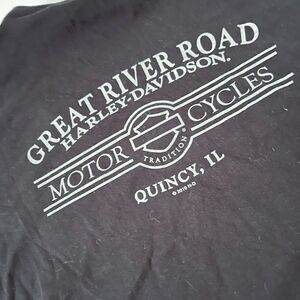 GREAT RIVER ROAD
HARLEY-DAVIDSON.
MOTOR CYCLES
TRADITION
QUINCY, IL